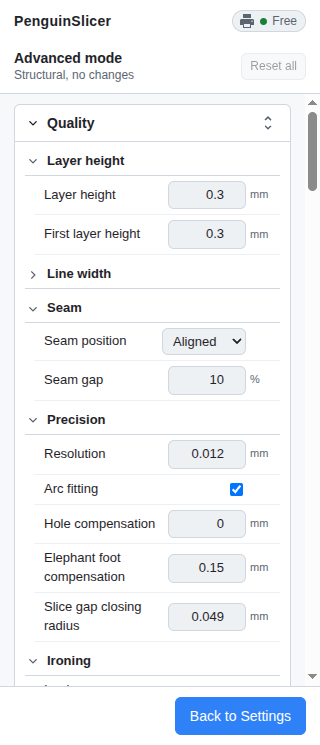 PenguinSlicer
Free
Advanced mode
Structural, no changes
Reset all
Quality
Layer height
Layer height 0.3 mm
First layer height 0.3 mm
Line width
Seam
Seam position Aligned
Seam gap 10 %
Precision
Resolution 0.012 mm
Arc fitting
Hole compensation 0 mm
Elephant foot
compensation 0.15 mm
Slice gap closing
radius 0.049 mm
Ironing
Back to Settings